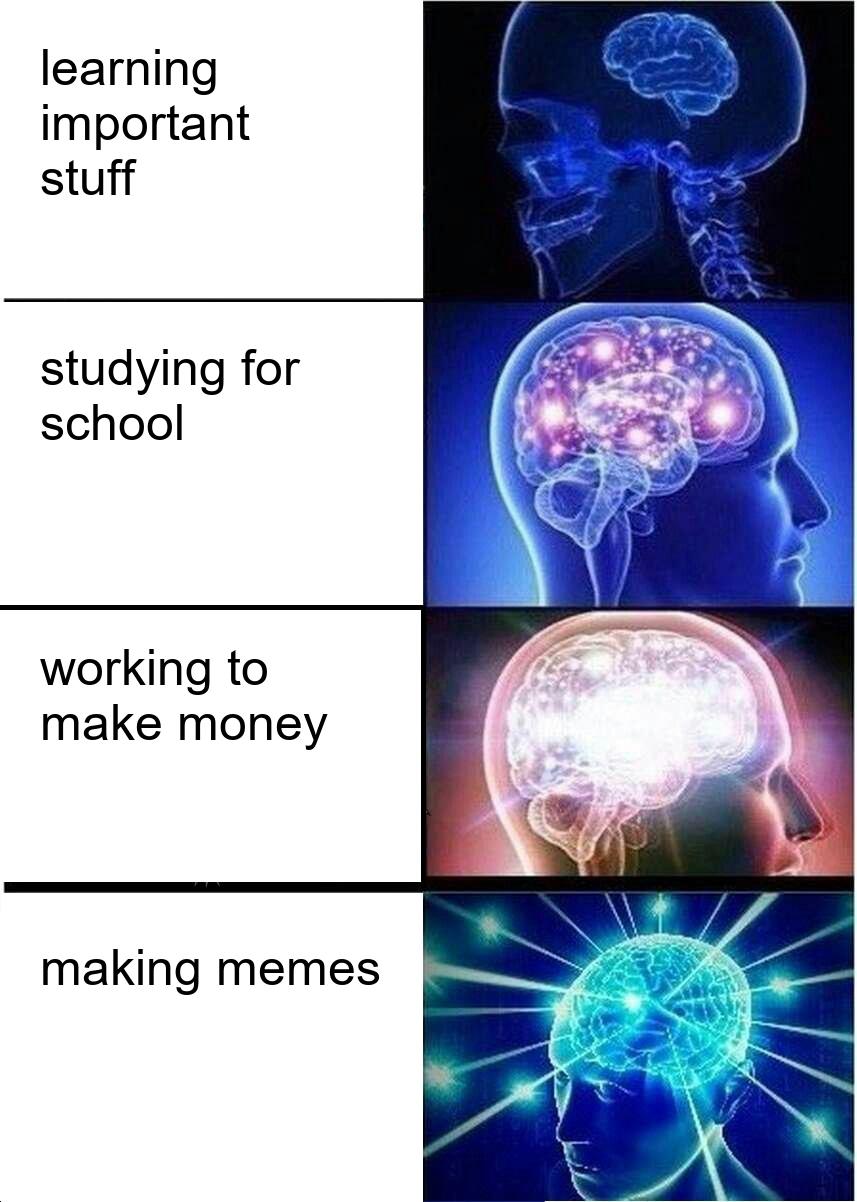 learning
important
stuff
studying for
school
working to
make money
making memes